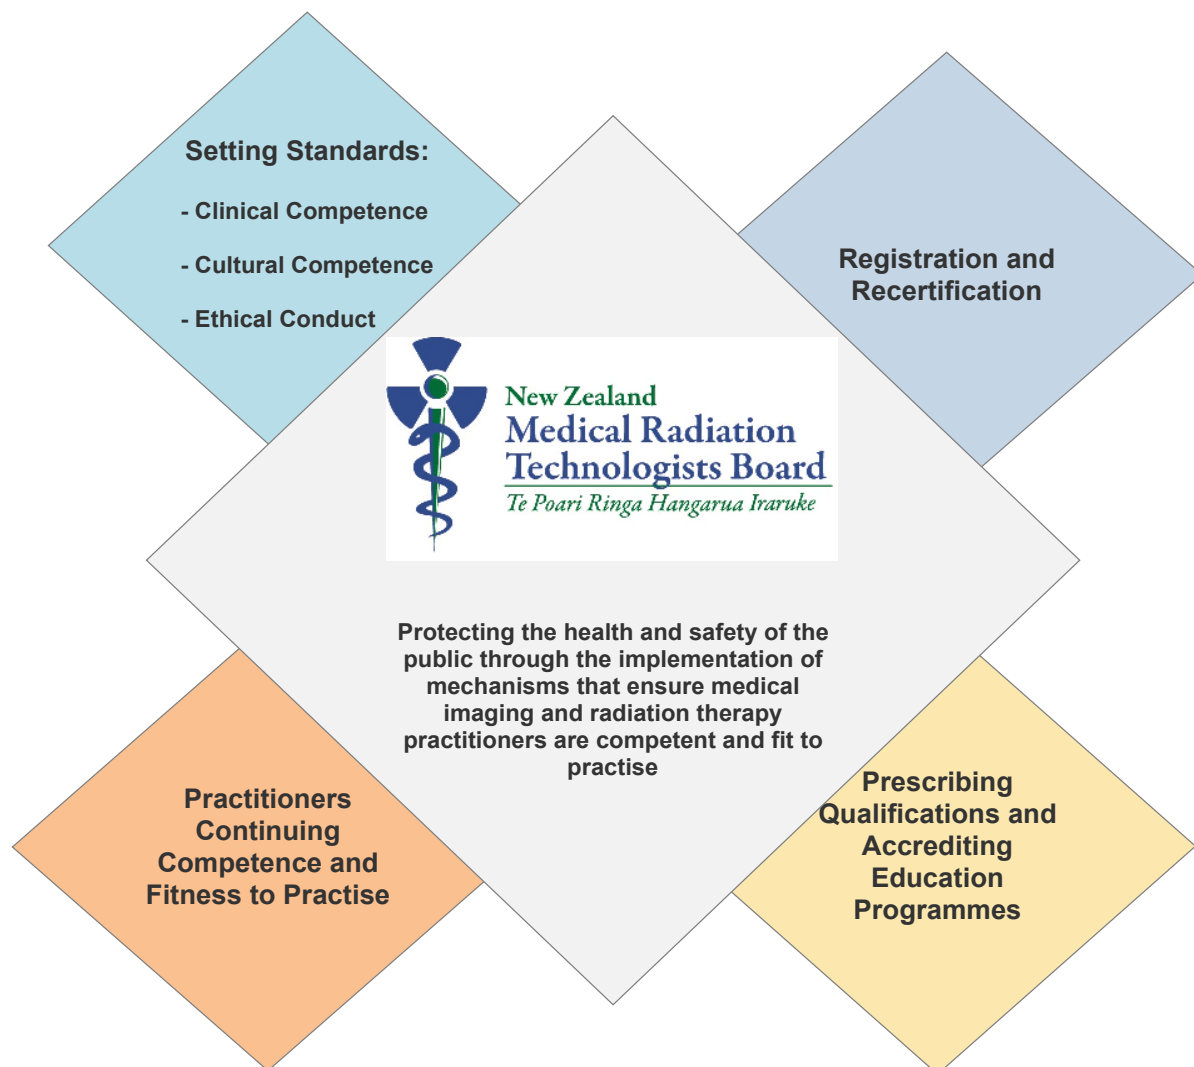 Setting Standards:
- Clinical Competence
- Cultural Competence
- Ethical Conduct
Registration and
Recertification
New Zealand
Medical Radiation
Technologists Board
Te Poari Ringa Hangarua Iraruke
Protecting the health and safety of the
public through the implementation of
mechanisms that ensure medical
imaging and radiation therapy
practitioners are competent and fit to
practise
Practitioners
Continuing
Competence and
Fitness to Practise
Prescribing
Qualifications and
Accrediting
Education
Programmes